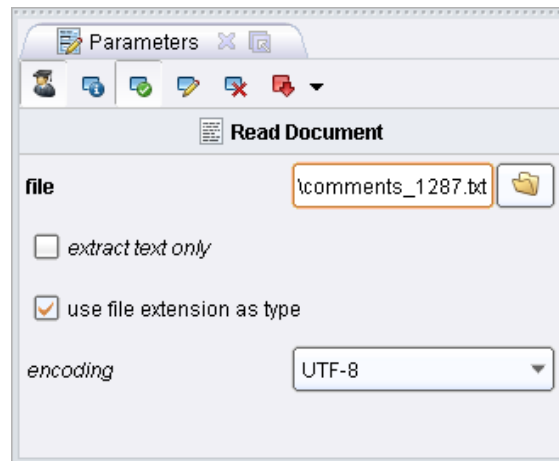 Parameters
Read Document
file
\comments_1287.txt
extract text only
use file extension as type
encoding
UTF-8